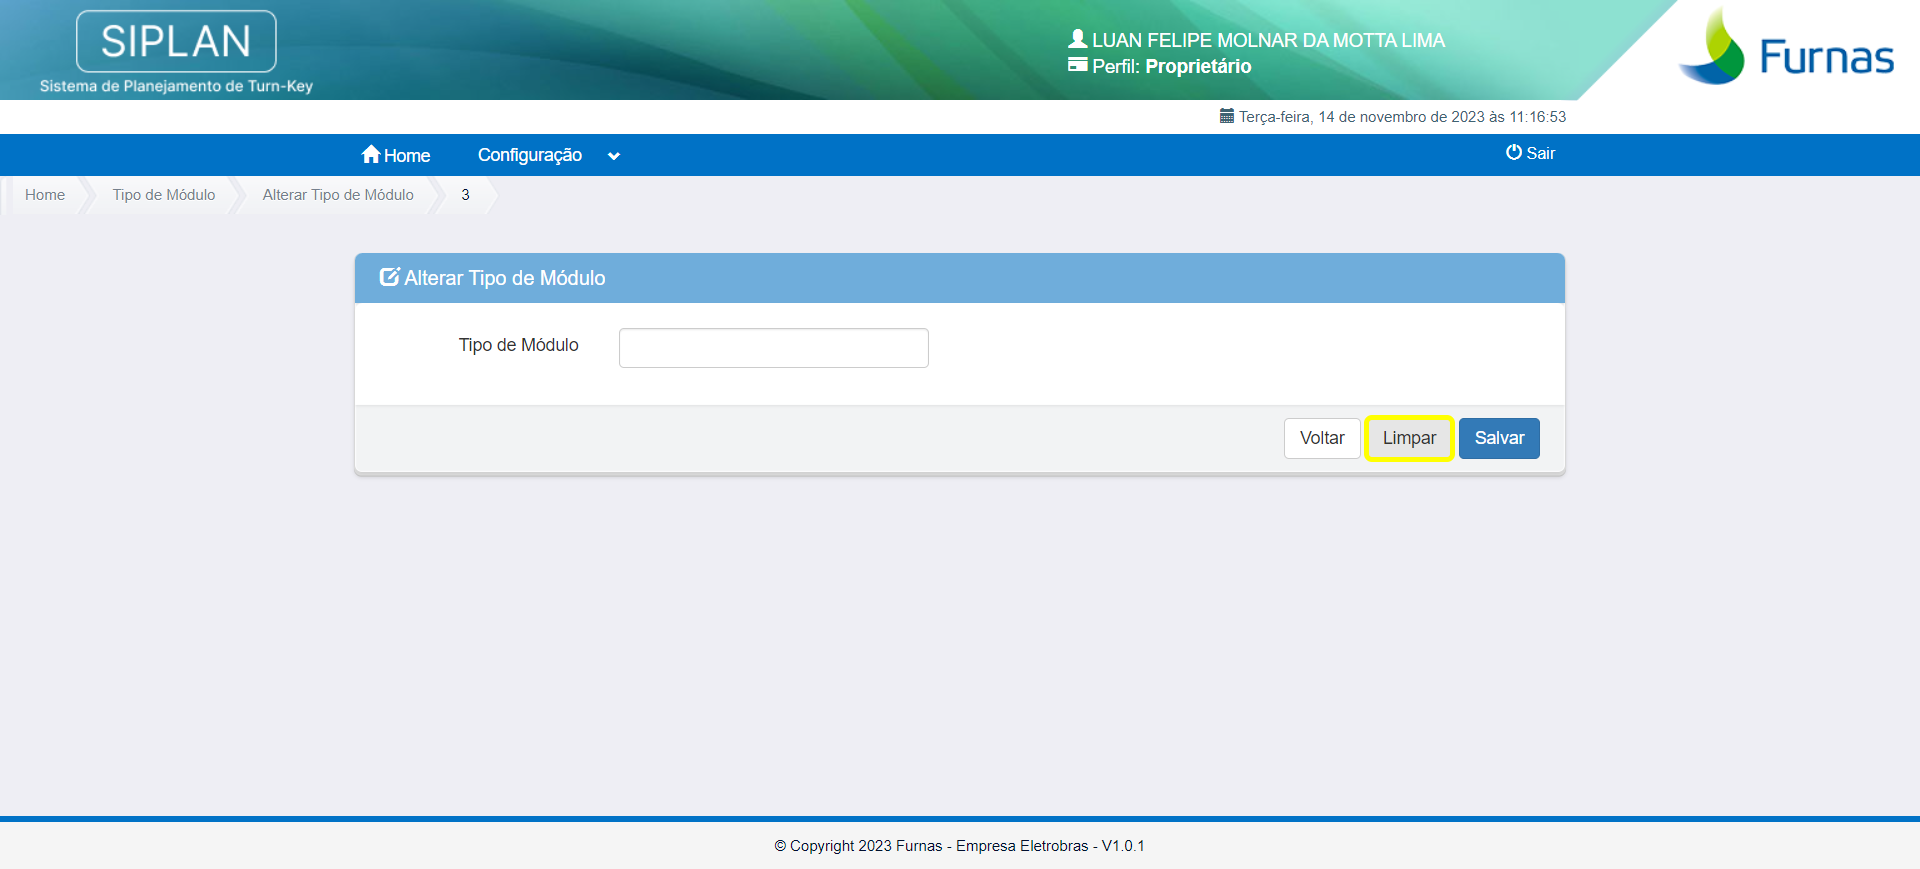 SIPLAN
Sistema de Planejamento de Turn-Key
LUAN FELIPE MOLNAR DA MOTTA LIMA
Perfil: Proprietário
Furnas
Terça-feira, 14 de novembro de 2023 às 11:16:53
Home Configuração Sair
Home Tipo de Módulo Alterar Tipo de Módulo 3
Alterar Tipo de Módulo
Tipo de Módulo
Voltar Limpar Salvar
© Copyright 2023 Furnas - Empresa Eletrobras - V1.0.1